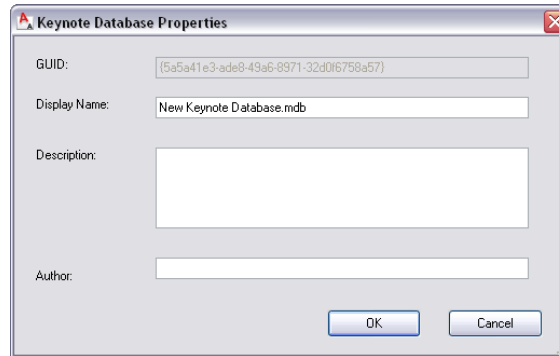 Keynote Database Properties
GUID: {5a5a41e3-ade8-49a6-8971-32d0f6758a57}
Display Name: New Keynote Database.mdb
Description:
Author:
OK Cancel